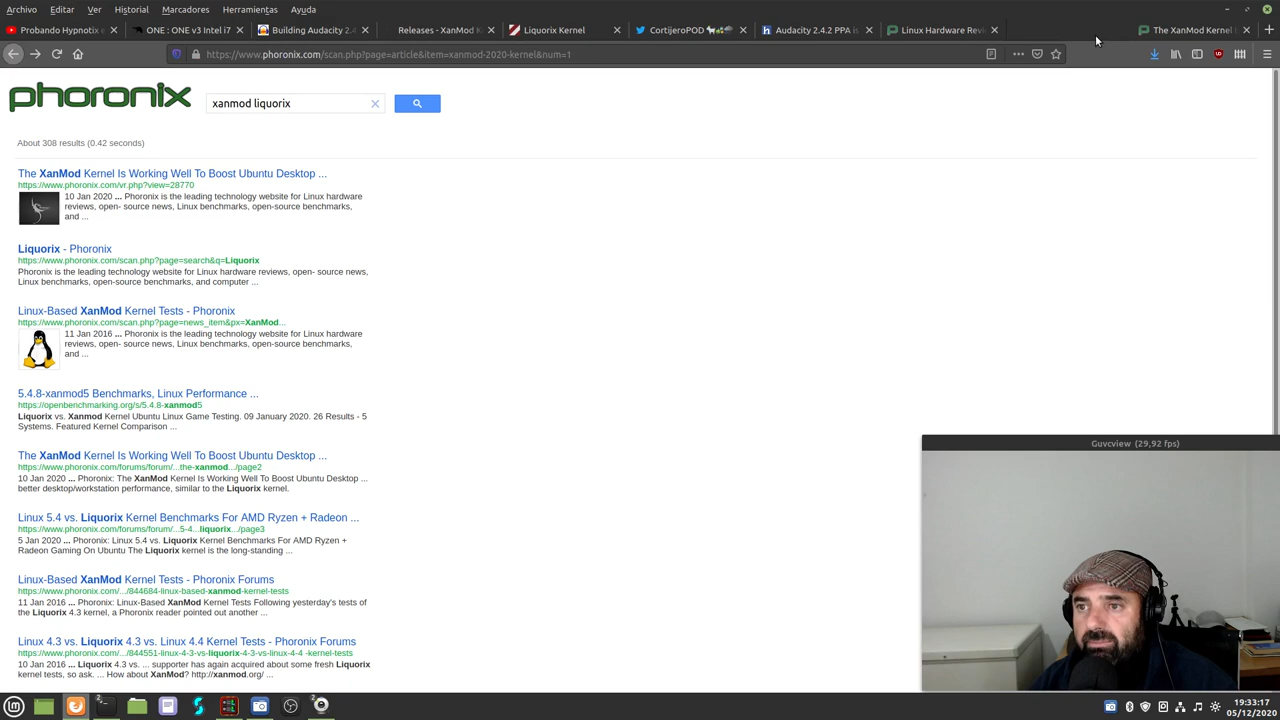 Archivo Editar Ver Historial Marcadores Herramientas Ayuda
Probando Hypnotix e
ONE : ONE v3 Intel i7
Building Audacity 2.4
Releases - XanMod K
Liquorix Kernel
CortijeroPOD
Audacity 2.4.2 PPA is
Linux Hardware Revi
The XanMod Kernel
https://www.phoronix.com/scan.php?page=article&item=xanmod-2020-kernel&num=1
phoronix
xanmod liquorix
About 308 results (0.42 seconds)
The XanMod Kernel Is Working Well To Boost Ubuntu Desktop ...
https://www.phoronix.com/vr.php?view=28770
10 Jan 2020 ... Phoronix is the leading technology website for Linux hardware
reviews, open- source news, Linux benchmarks, open-source benchmarks,
and ...
Liquorix - Phoronix
https://www.phoronix.com/scan.php?page=search&q=Liquorix
Phoronix is the leading technology website for Linux hardware reviews, open- source news,
Linux benchmarks, open-source benchmarks, and computer ...
Linux-Based XanMod Kernel Tests - Phoronix
https://www.phoronix.com/scan.php?page=news_item&px=XanMod...
11 Jan 2016 ... Phoronix is the leading technology website for Linux hardware
reviews, open- source news, Linux benchmarks, open-source benchmarks,
and ...
5.4.8-xanmod5 Benchmarks, Linux Performance ...
https://openbenchmarking.org/s/5.4.8-xanmod5
Liquorix vs. Xanmod Kernel Ubuntu Linux Game Testing. 09 January 2020. 26 Results - 5
Systems. Featured Kernel Comparison ...
The XanMod Kernel Is Working Well To Boost Ubuntu Desktop ...
https://www.phoronix.com/forums/forum/...the-xanmod.../page2
10 Jan 2020 ... Phoronix: The XanMod Kernel Is Working Well To Boost Ubuntu Desktop ...
better desktop/workstation performance, similar to the Liquorix kernel.
Linux 5.4 vs. Liquorix Kernel Benchmarks For AMD Ryzen + Radeon ...
https://www.phoronix.com/forums/forum/...5-4...liquorix.../page3
5 Jan 2020 ... Phoronix: Linux 5.4 vs. Liquorix Kernel Benchmarks For AMD Ryzen +
Radeon Gaming On Ubuntu The Liquorix kernel is the long-standing ...
Linux-Based XanMod Kernel Tests - Phoronix Forums
https://www.phoronix.com/.../844684-linux-based-xanmod-kernel-tests
11 Jan 2016 ... Phoronix: Linux-Based XanMod Kernel Tests Following yesterday's tests of
the Liquorix 4.3 kernel, a Phoronix reader pointed out another ...
Linux 4.3 vs. Liquorix 4.3 vs. Linux 4.4 Kernel Tests - Phoronix Forums
https://www.phoronix.com/.../844551-linux-4-3-vs-liquorix-4-3-vs-linux-4-4 -kernel-tests
10 Jan 2016 ... Liquorix 4.3 vs. ... supporter has again acquired about some fresh Liquorix
kernel tests, so ask. ... How about XanMod? http://xanmod.org/ ...
Guvcview (29,92 fps)
2
19:33:17
05/12/2020